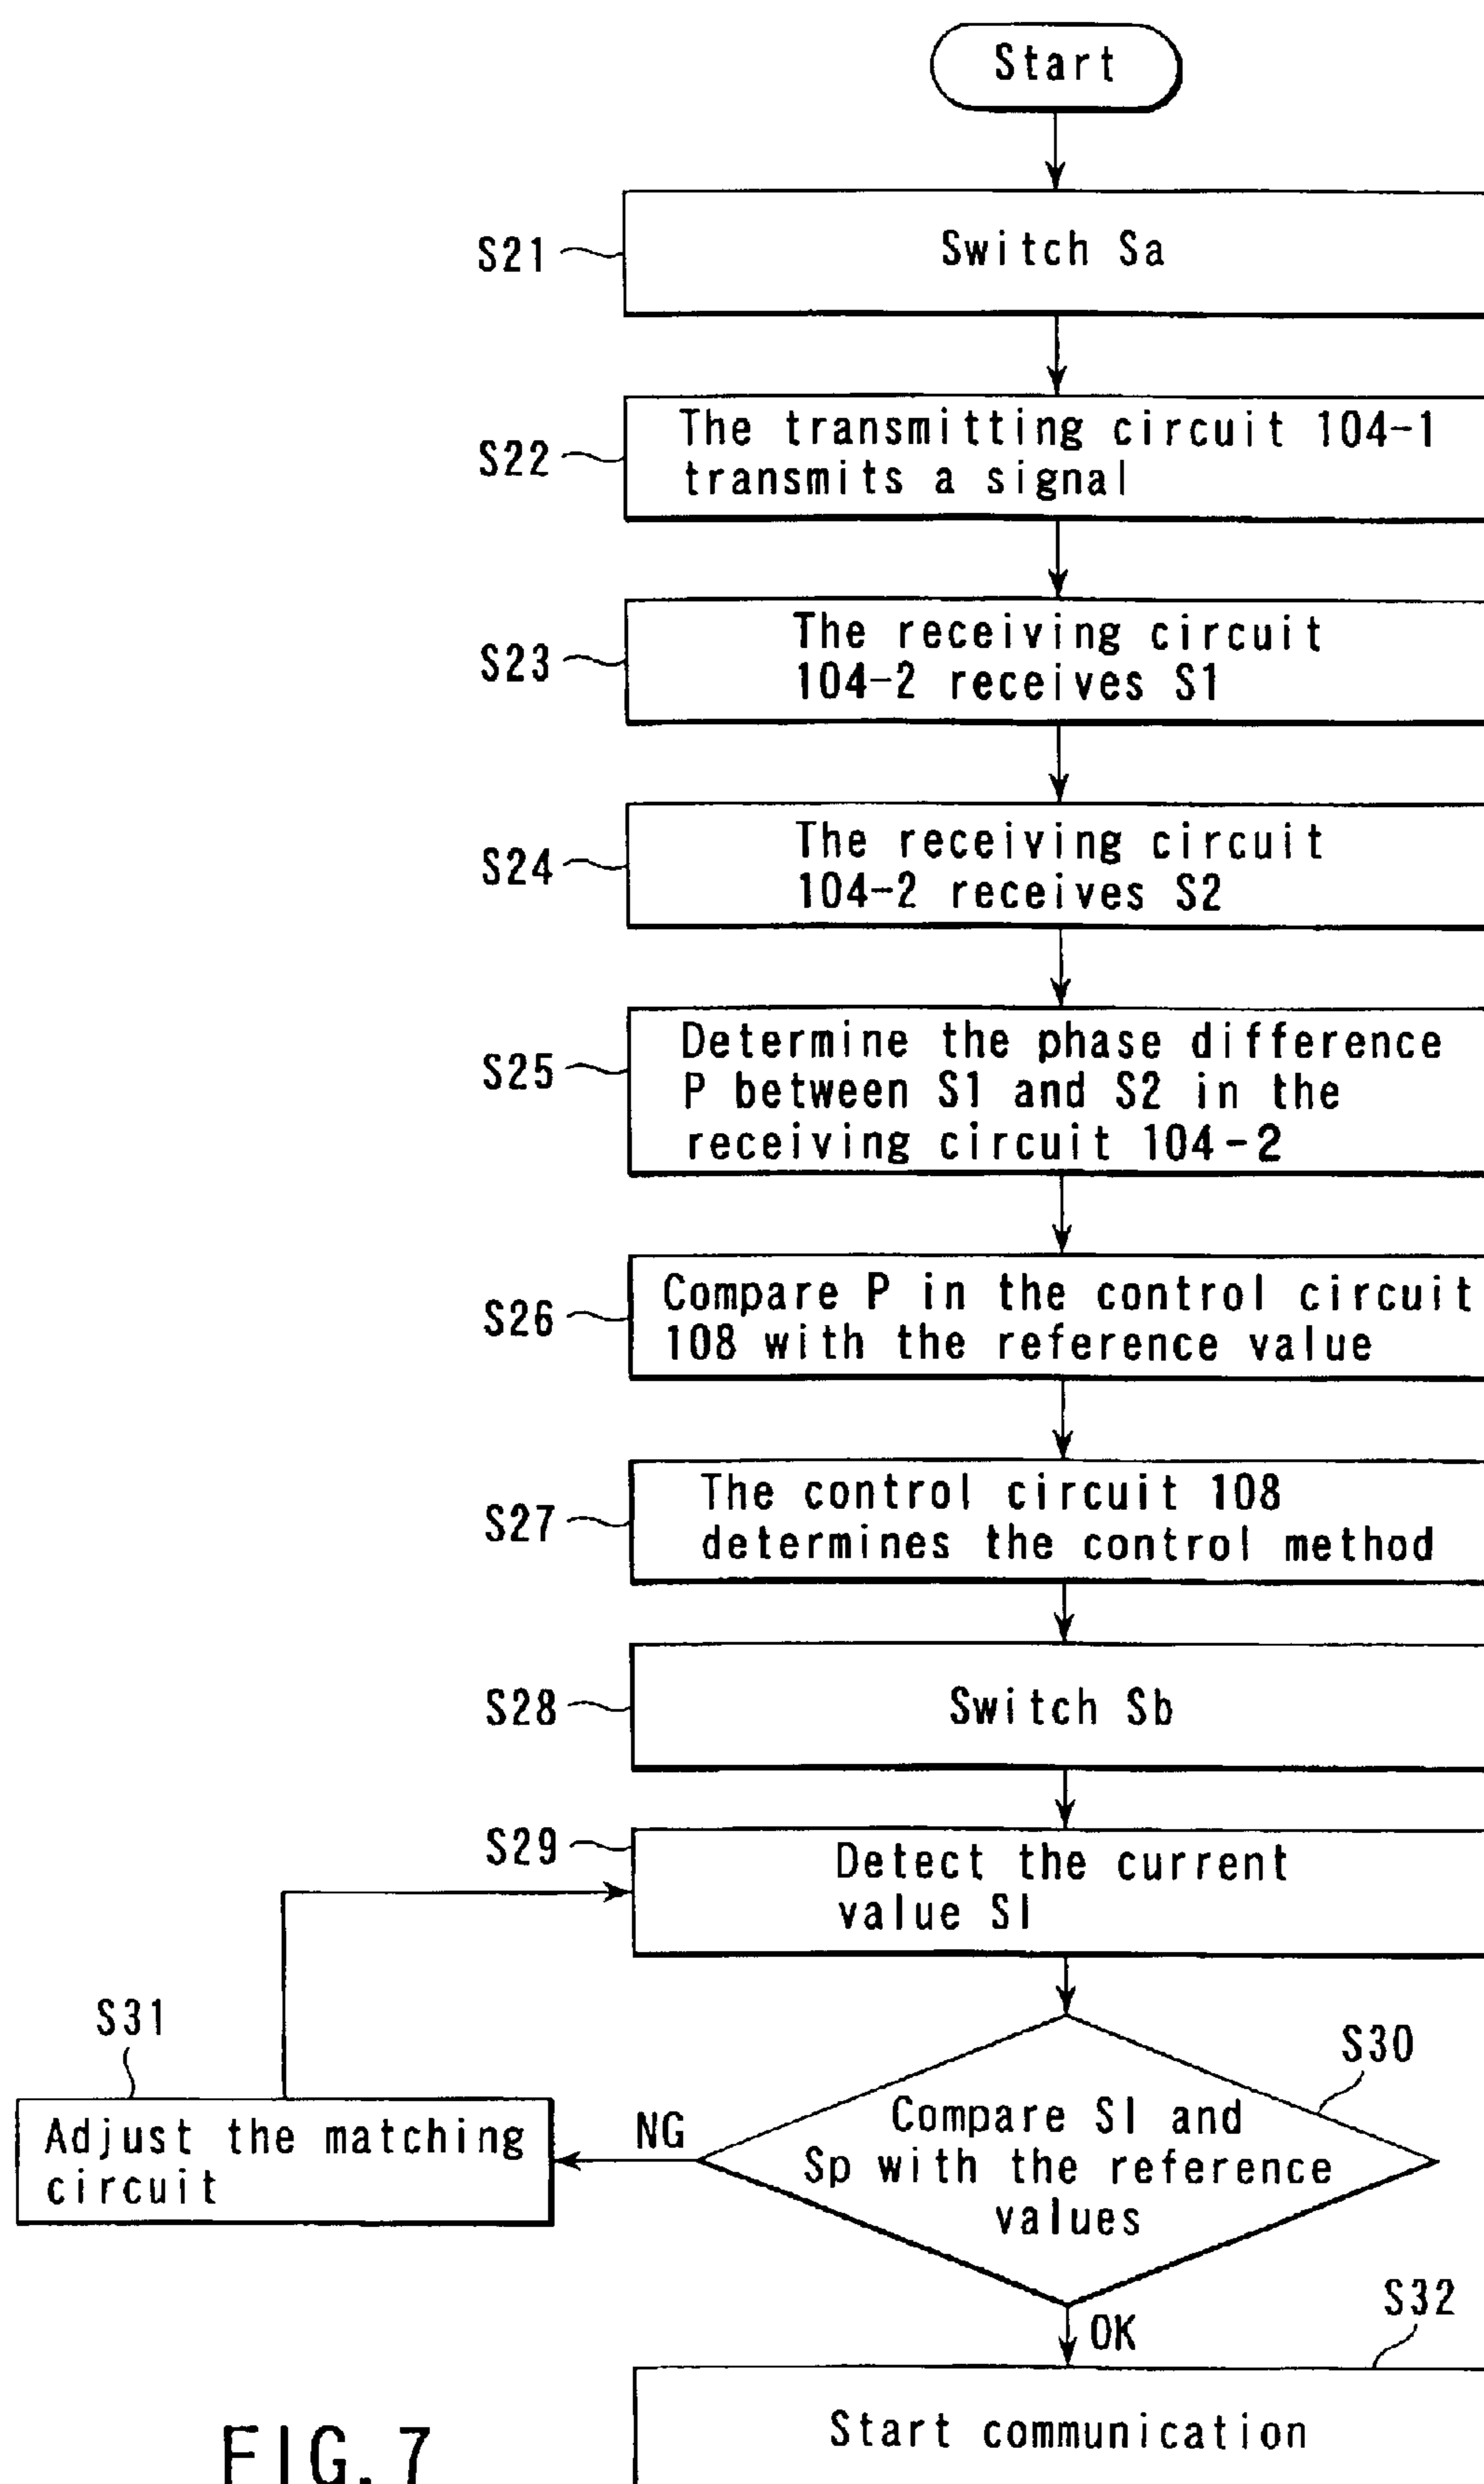 Start
S21
Switch Sa
S22
The transmitting circuit 104-1
transmits a signal
S23
The receiving circuit
104-2 receives S1
S24
The receiving circuit
104-2 receives S2
S25
Determine the phase difference
P between S1 and S2 in the
receiving circuit 104-2
S26
Compare P in the control circuit
108 with the reference value
S27
The control circuit 108
determines the control method
S28
Switch Sb
S29
Detect the current
value SI
S30
Compare SI and
Sp with the reference
values
NG
S31
Adjust the matching
circuit
OK
S32
Start communication
FIG. 7